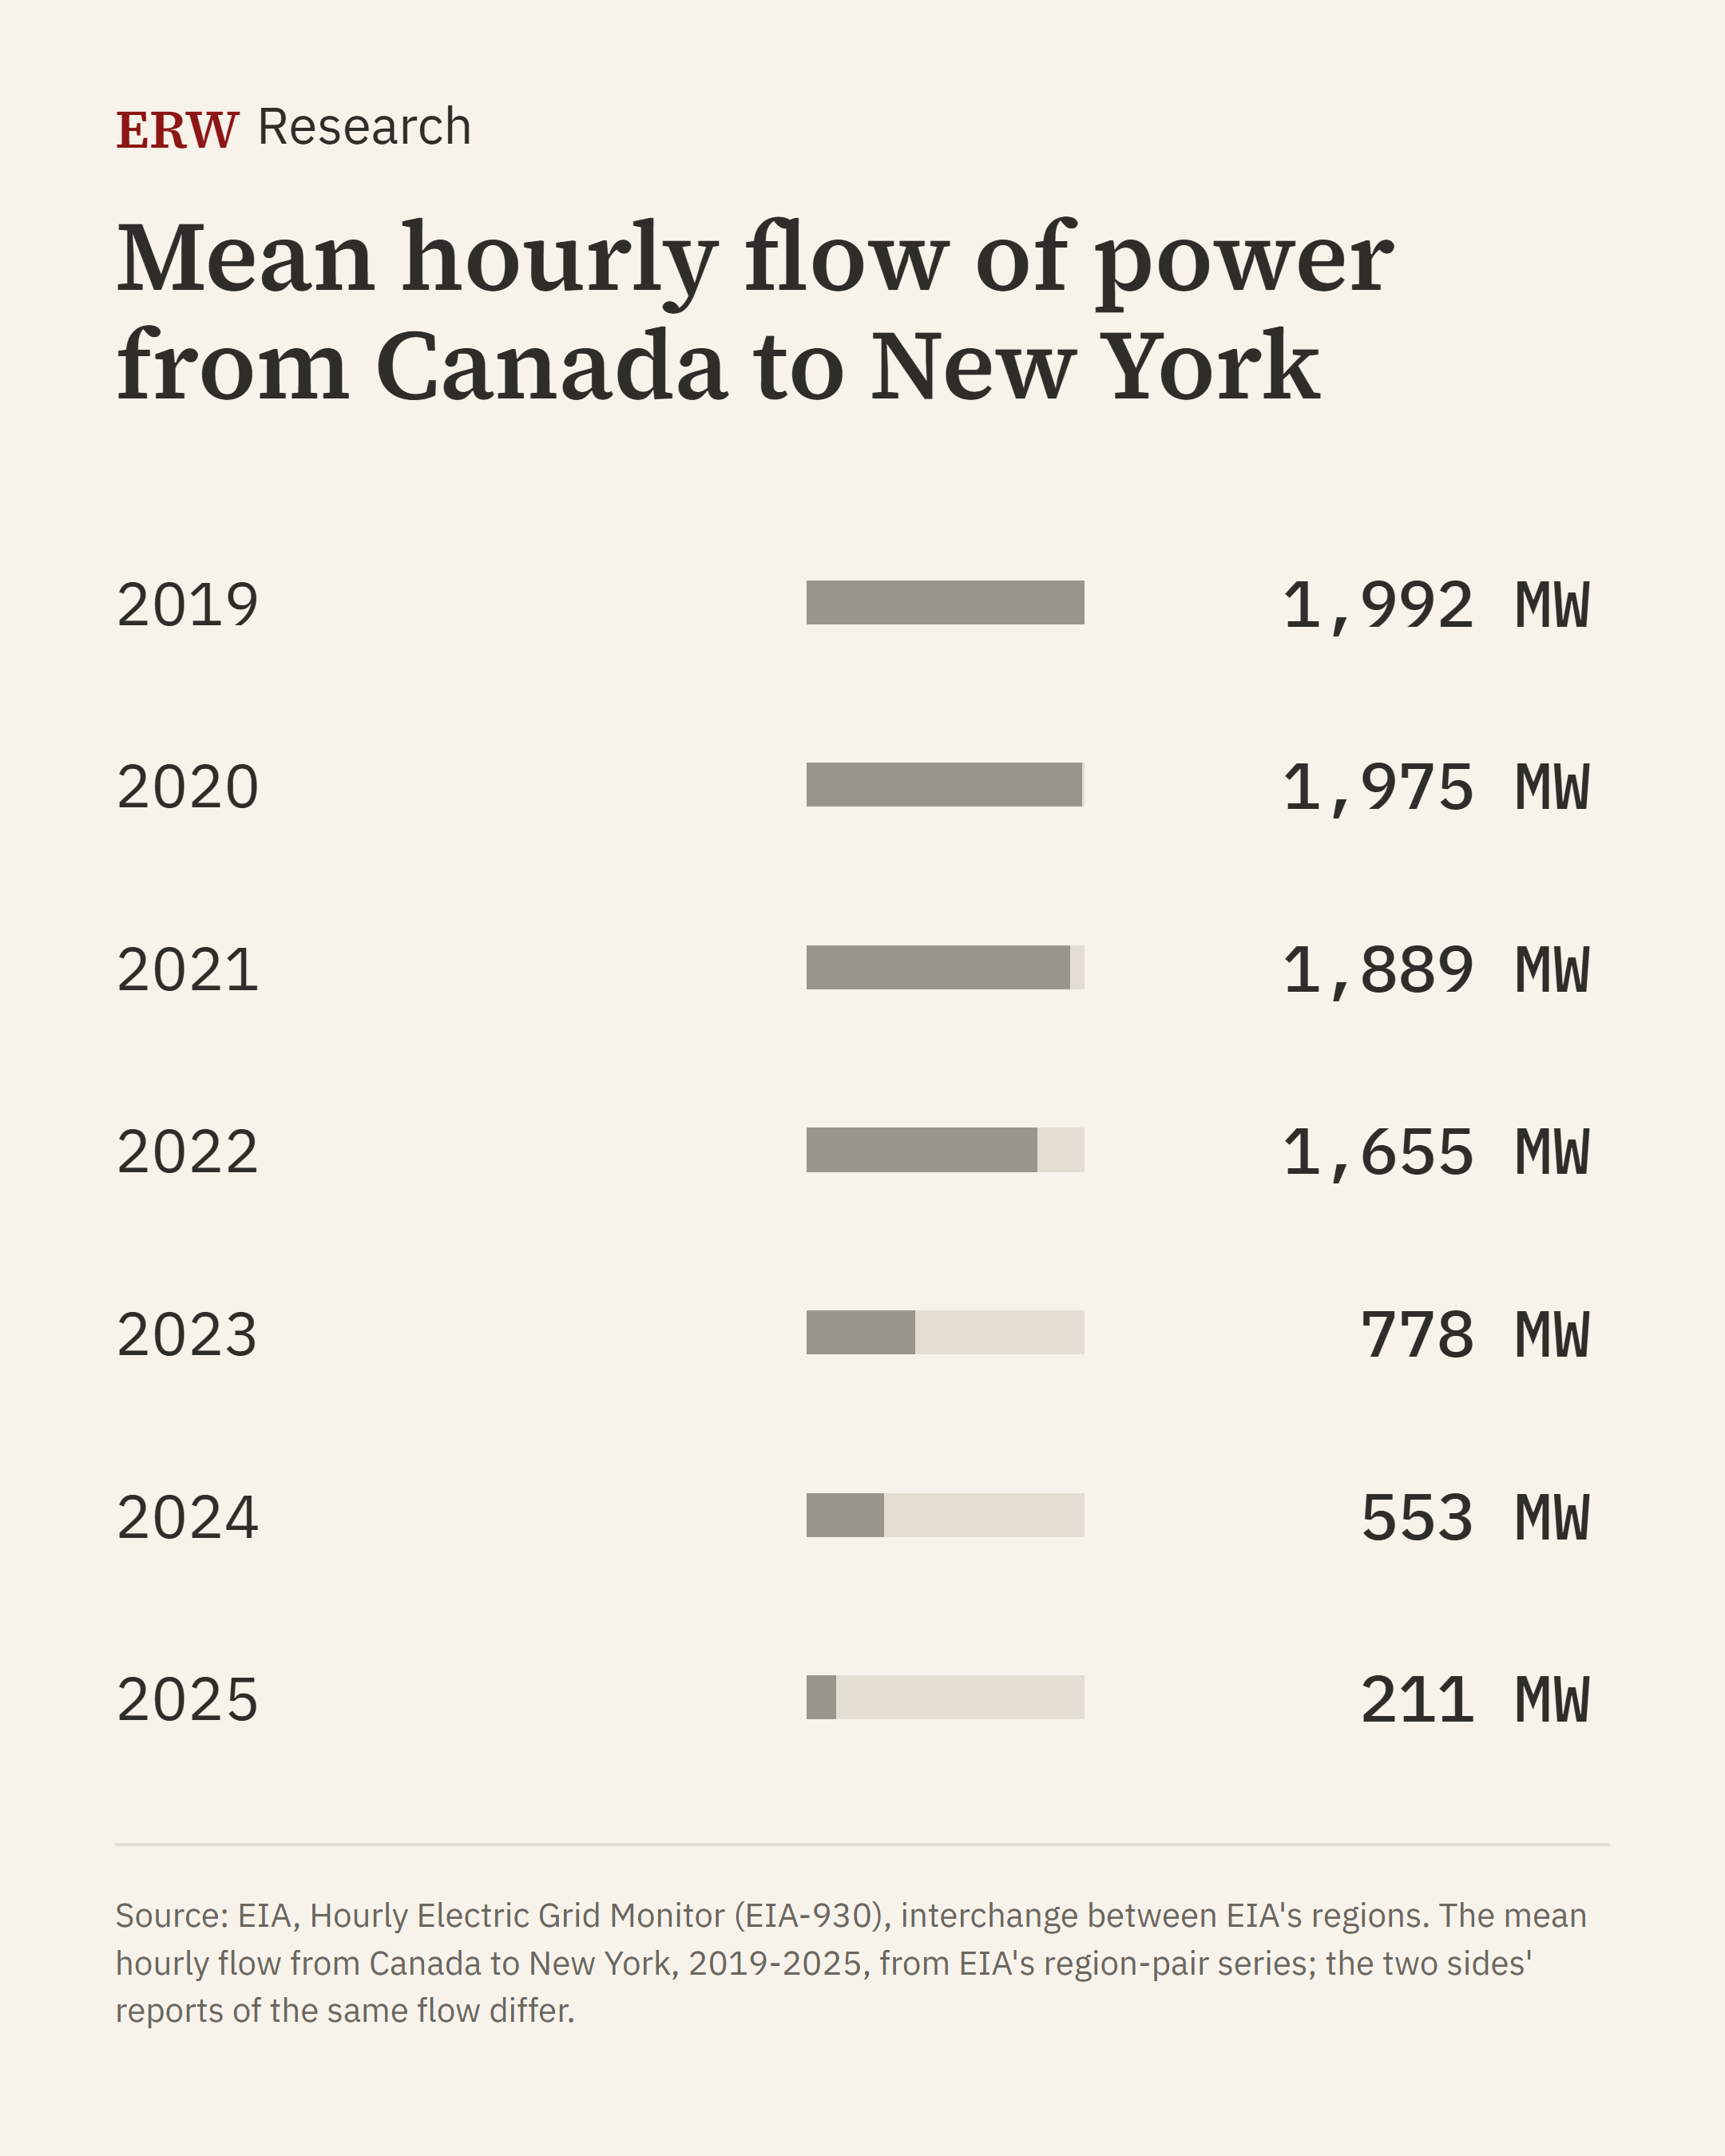 ERW Research
Mean hourly flow of power
from Canada to New York
2019 1,992 MW
2020 1,975 MW
2021 1,889 MW
2022 1,655 MW
2023 778 MW
2024 553 MW
2025 211 MW
Source: EIA, Hourly Electric Grid Monitor (EIA-930), interchange between EIA's regions. The mean
hourly flow from Canada to New York, 2019-2025, from EIA's region-pair series; the two sides'
reports of the same flow differ.